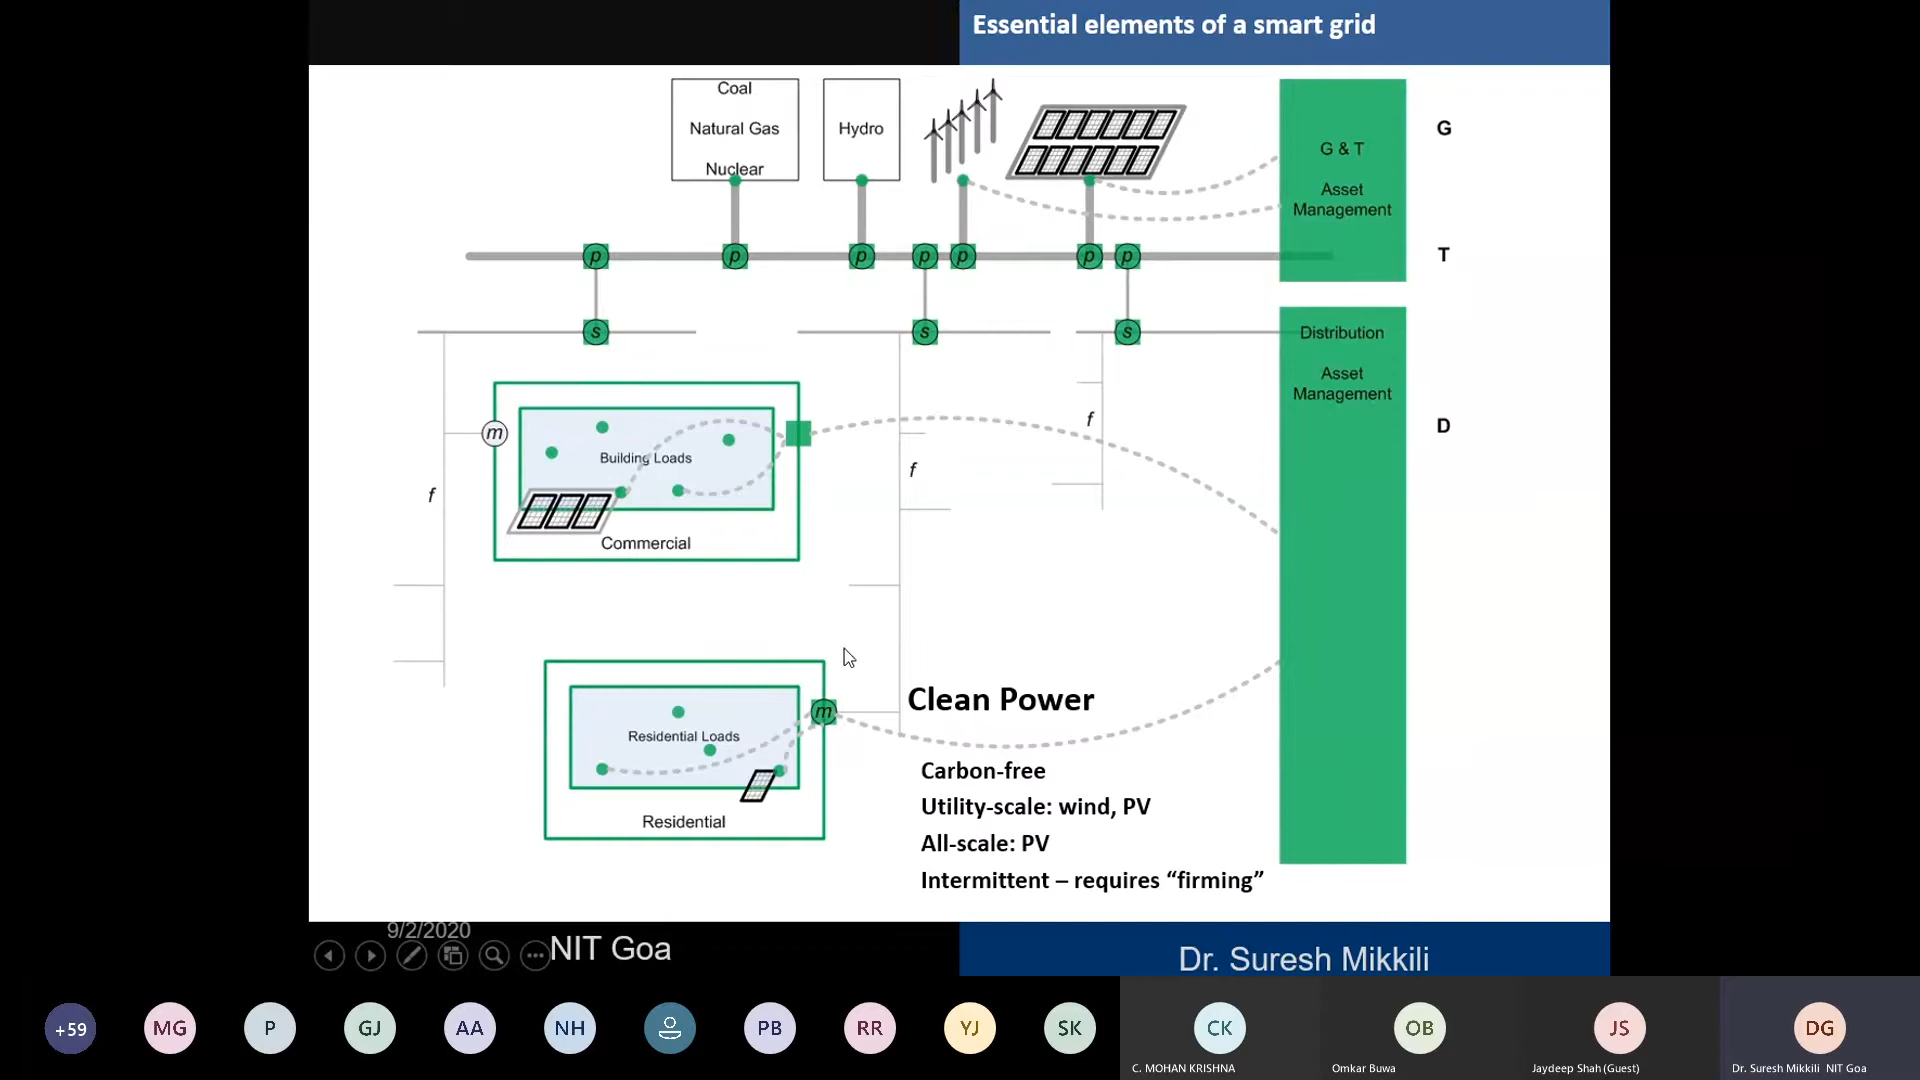 Essential elements of a smart grid
Coal
Natural Gas
Nuclear
Hydro
G & T
Asset
Management
G
T
p
p
p
p
p
p
p
s
s
s
Distribution
Asset
Management
D
m
Building Loads
Commercial
f
f
f
m
Residential Loads
Residential
Clean Power
Carbon-free
Utility-scale: wind, PV
All-scale: PV
Intermittent – requires “firming”
9/2/2020
NIT Goa
Dr. Suresh Mikkili
+59
MG
P
GJ
AA
NH
PB
RR
YJ
SK
CK
OB
JS
DG
C. MOHAN KRISHNA
Omkar Buwa
Jaydeep Shah (Guest)
Dr. Suresh Mikkili NIT Goa